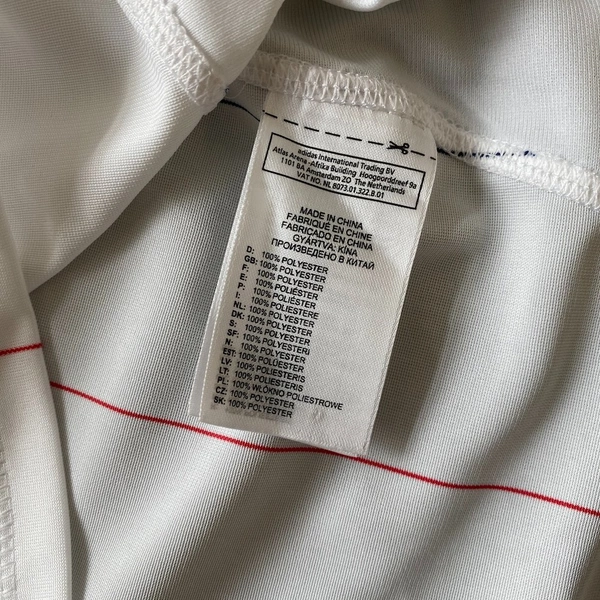 adidas International Trading BV
Atlas Arena -Afrika Building Hoogoorddreef 9a
1101 BA Amsterdam ZO The Netherlands
VAT NO. NL 8073.01.322.B.01
MADE IN CHINA
FABRIQUÉ EN CHINE
FABRICADO EN CHINA
GYÁRTVA: KÍNA
ПРОИЗВЕДЕНО В КИТАЙ
D: 100% POLYESTER
GB: 100% POLYESTER
F: 100% POLYESTER
E: 100% POLIÉSTER
P: 100% POLIÉSTER
I: 100% POLIESTERE
NL: 100% POLYESTER
DK: 100% POLYESTER
S: 100% POLYESTER
SF: 100% POLYESTERI
N: 100% POLYESTER
EST: 100% POLÜESTER
LV: 100% POLIESTERIS
LT: 100% POLIESTERIS
PL: 100% WŁÓKNO POLIESTROWE
CZ: 100% POLYESTER
SK: 100% POLYESTER